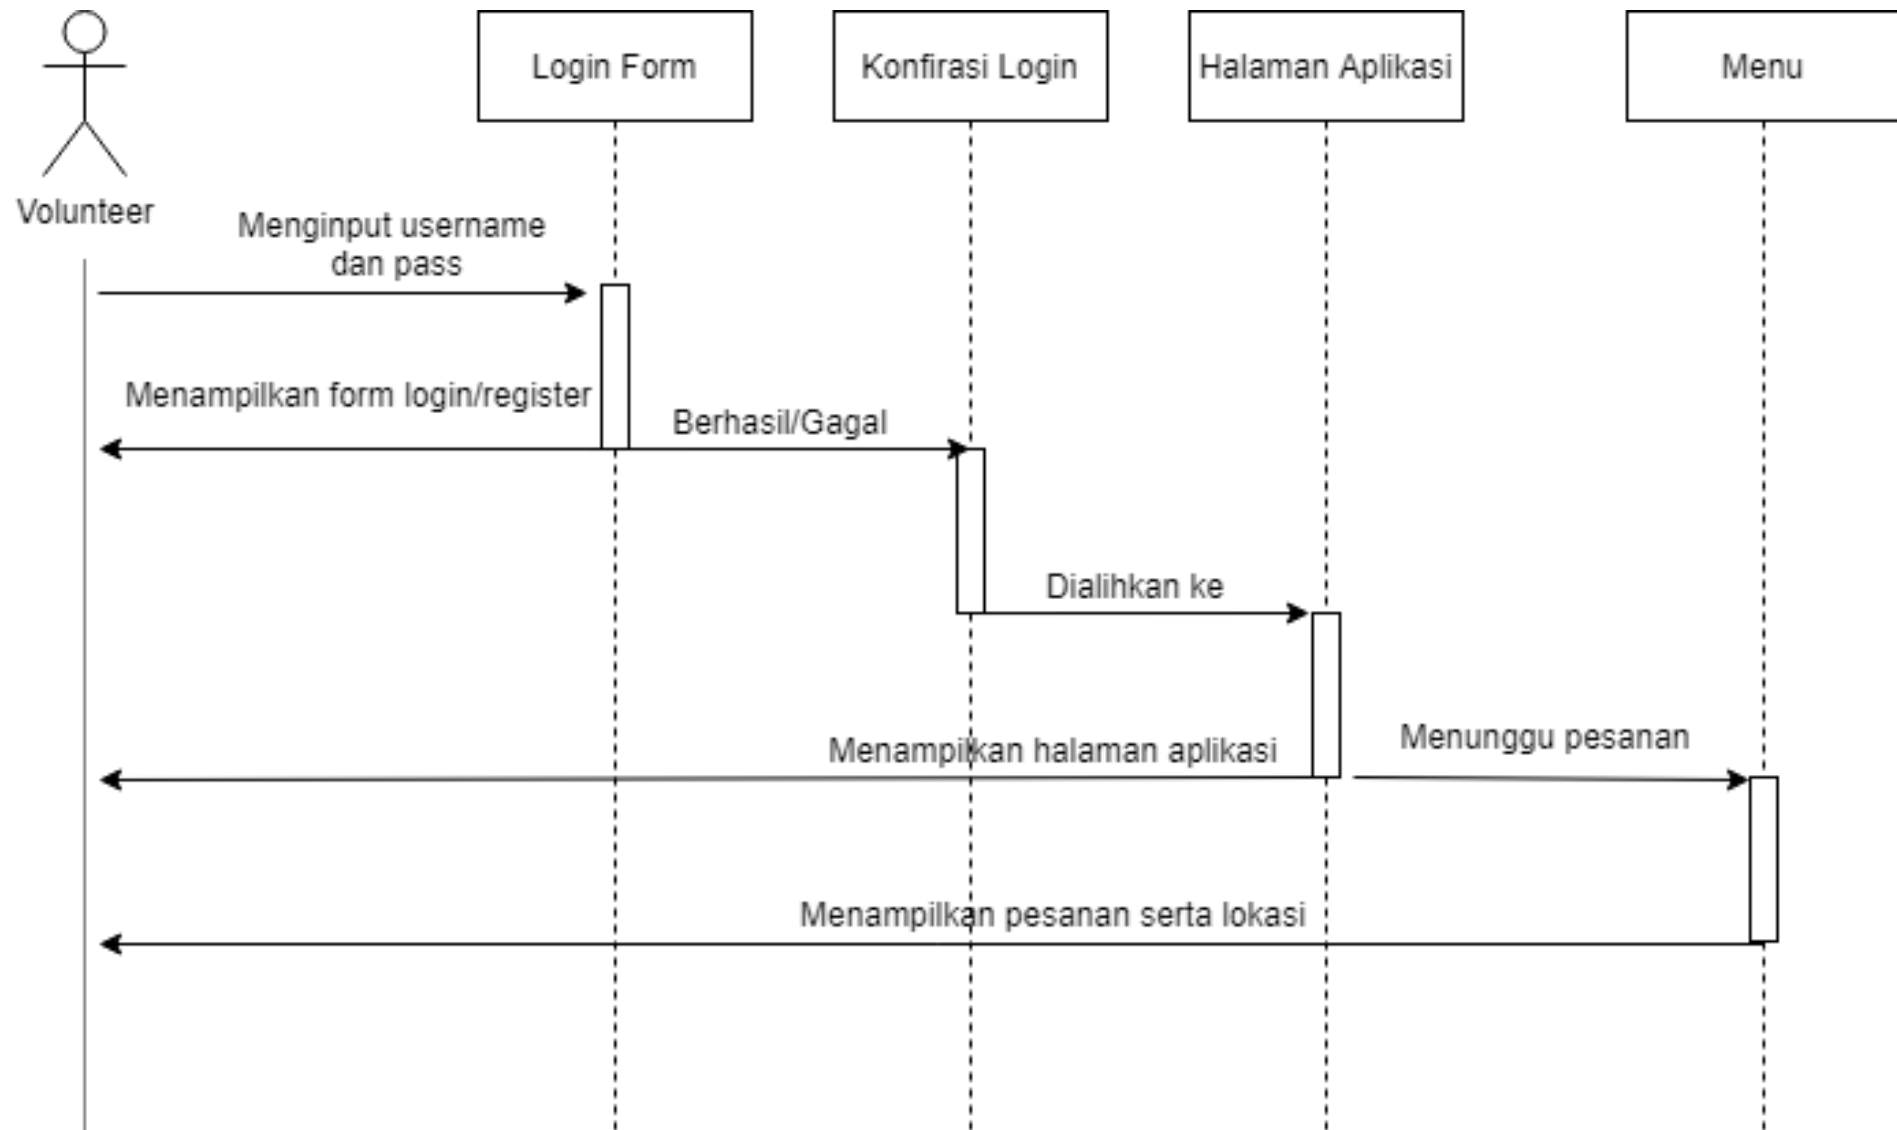 Login Form
Konfirasi Login
Halaman Aplikasi
Menu
Volunteer
Menginput username
dan pass
Menampilkan form login/register
Berhasil/Gagal
Dialihkan ke
Menampilkan halaman aplikasi
Menunggu pesanan
Menampilkan pesanan serta lokasi